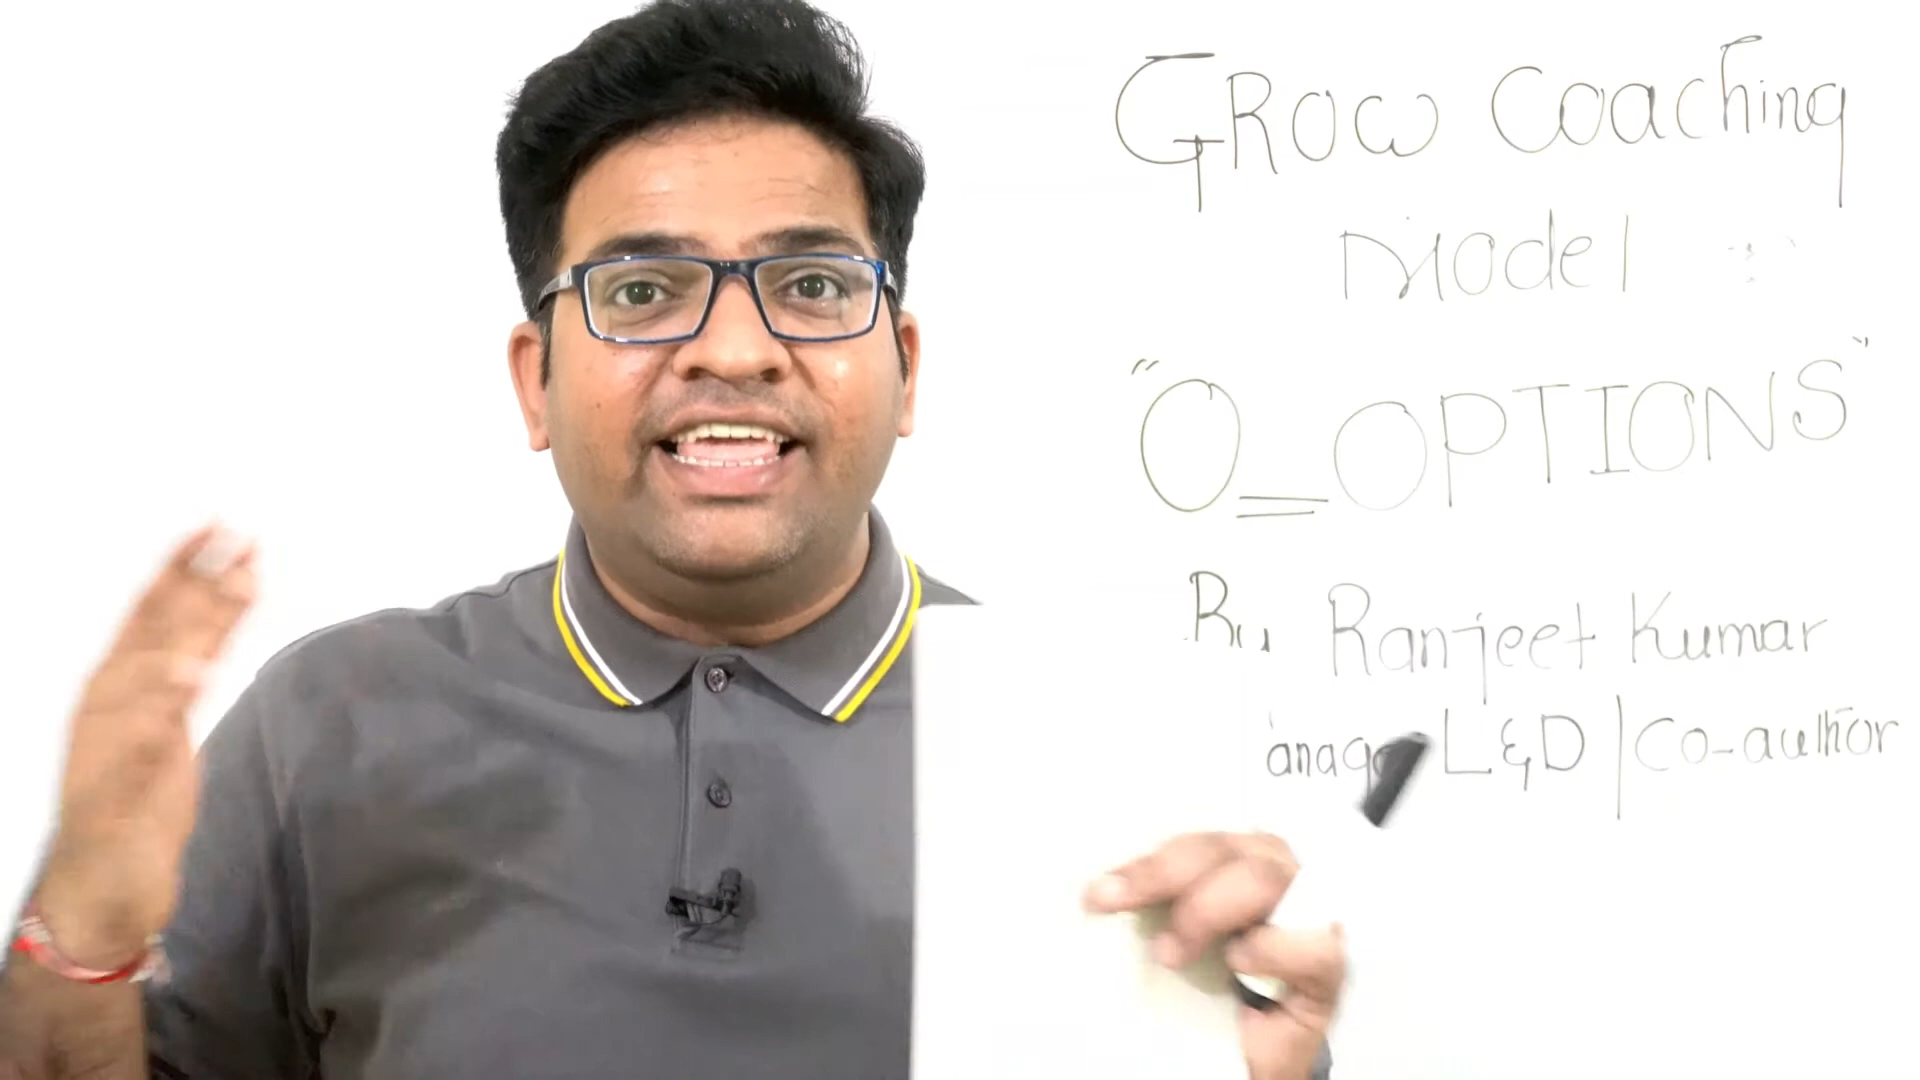 GROW Coaching
Model
"O_OPTIONS"
Ranjeet Kumar
L&D | Co-author